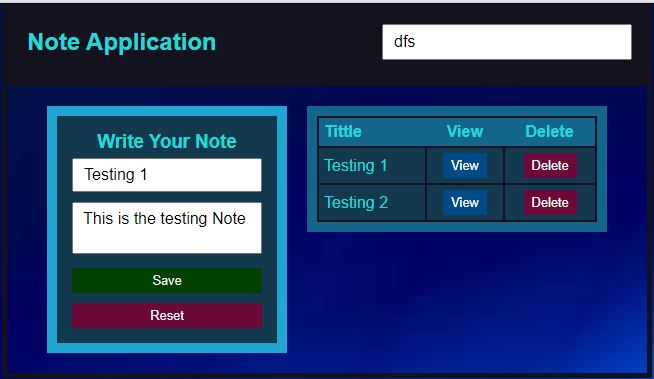 Note Application
dfs
Write Your Note
Testing 1
This is the testing Note
Save
Reset
Tittle View Delete
Testing 1 View Delete
Testing 2 View Delete